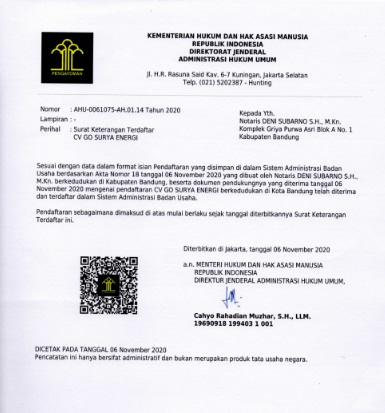 KEMENTERIAN HUKUM DAN HAK ASASI MANUSIA
REPUBLIK INDONESIA
DIREKTORAT JENDERAL
ADMINISTRASI HUKUM UMUM
PENGAYOMAN
Jl. H.R. Rasuna Said Kav. 6-7 Kuningan, Jakarta Selatan
Telp. (021) 5202387 - Hunting
Nomor : AHU-0061075-AH.01.14 Tahun 2020
Lampiran : -
Perihal : Surat Keterangan Terdaftar
CV GO SURYA ENERGI
Kepada Yth.
Notaris DENI SUBARNO S.H., M.Kn.
Komplek Griya Purwa Asri Blok A No. 1
Kabupaten Bandung
Sesuai dengan data dalam format isian Pendaftaran yang disimpan di dalam Sistem Administrasi Badan
Usaha berdasarkan Akta Nomor 18 tanggal 06 November 2020 yang dibuat oleh Notaris DENI SUBARNO S.H.,
M.Kn. berkedudukan di Kabupaten Bandung, beserta dokumen pendukungnya yang diterima tanggal 06
November 2020 mengenai pendaftaran CV GO SURYA ENERGI berkedudukan di Kota Bandung telah diterima
dan terdaftar dalam Sistem Administrasi Badan Usaha.
Pendaftaran sebagaimana dimaksud di atas mulai berlaku sejak tanggal diterbitkannya Surat Keterangan
Terdaftar ini.
Diterbitkan di Jakarta, tanggal 06 November 2020
a.n. MENTERI HUKUM DAN HAK ASASI MANUSIA
REPUBLIK INDONESIA
DIREKTUR JENDERAL ADMINISTRASI HUKUM UMUM,
Cahyo Rahadian Muzhar, S.H., LLM.
19690918 199403 1 001
DICETAK PADA TANGGAL 06 November 2020
Pencatatan ini hanya bersifat administratif dan bukan merupakan produk tata usaha negara.